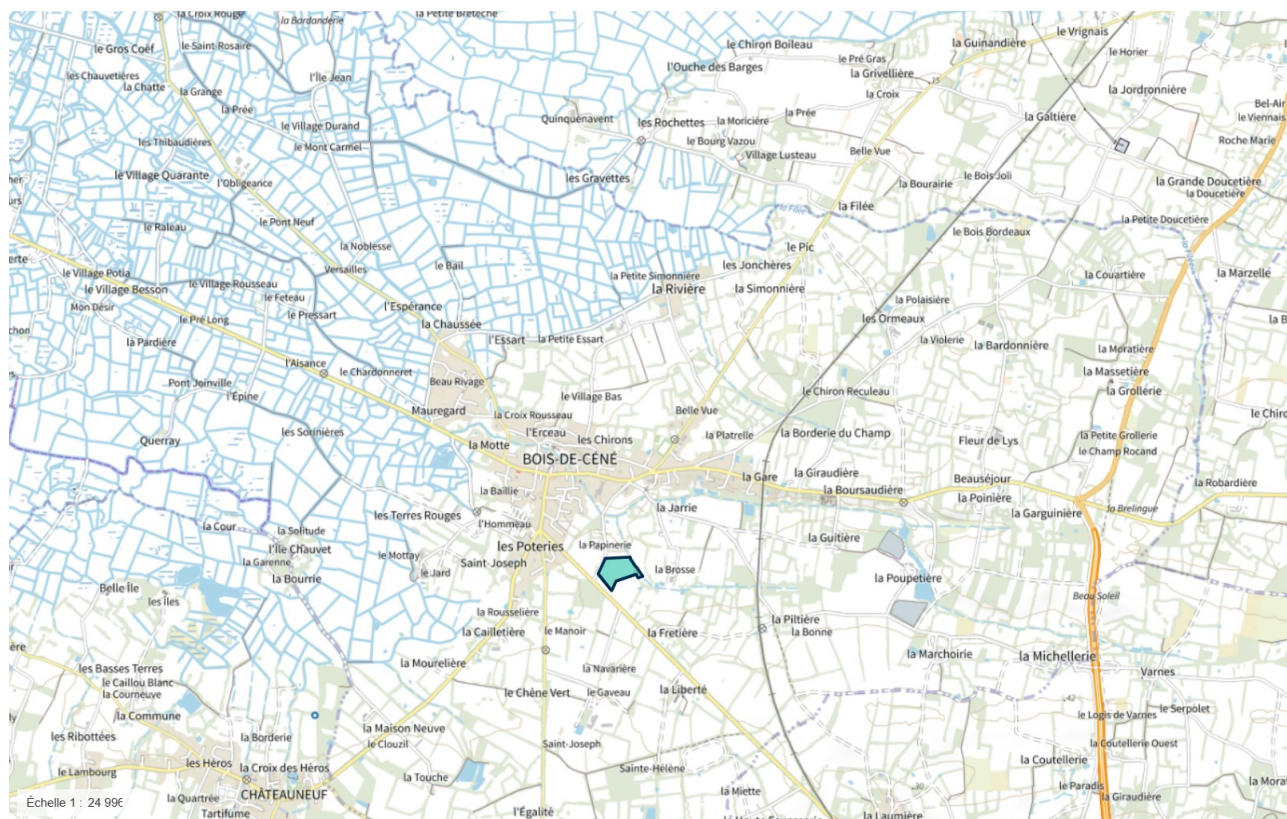 la Croix Rouge
la Bardanderie
la Petite Bretèche
le Vrignais
le Gros Coëf
le Saint-Rosaire
le Chiron Boileau
la Guinandière
le Horier
l'Île Jean
le Pré Gras
les Chauvetières
l'Ouche des Barges
la Grivellière
15
la Chatte
la Grange
la Croix
la Jordronnière
Bel-Air
la Prée
Quinquenavent
les Rochettes
la Moricière
la Prée
la Galtière
le Viennais
le Village Durand
les Thibaudières
le Mont Carmel
le Bourg Vazou
Village Lusteau
Belle Vue
Roche Marie
le Village Quarante
l'Obligeance
les Gravettes
la Bourairie
le Bois Joli
la Grande Doucetière
la Doucetière
la Filée
la Filée
le Pont Neuf
la Petite Doucetière
le Raleau
la Noblesse
le Pic
le Bois Bordeaux
le Bail
les Jonchères
Versailles
le Village Potia
la Petite Simonnière
la Couartière
la Marzelle
le Village Besson
le Village Rousseau
la Rivière
la Simonnière
le Feteau
Mon Désir
l'Espérance
la Polaisière
le Pré Long
le Pressart
les Ormeaux
la Chaussée
l'Essart
la Petite Essart
la Violerie
la Bardonnière
la Pardière
la Moratière
l'Aisance
le Chardonneret
la Massetière
Pont Joinville
Beau Rivage
la Grollerie
l'Épine
le Village Bas
le Chiron Reculeau
Mauregard
la Croix Rousseau
Belle Vue
les Sorinières
l'Erceau
les Chirons
la Platrelle
la Borderie du Champ
la Petite Grollerie
Querray
la Motte
Fleur de Lys
le Champ Rocand
BOIS-DE-CÉNÉ
la Gare
la Giraudière
Beauséjour
la Robardière
la Baillie
la Boursaudière
la Poinière
la Jarrie
la Garguinière
la Brelingue
les Terres Rouges
la Cour
la Solitude
l'Hommeau
la Guitière
l'Île Chauvet
les Poteries
la Papinerie
la Garenne
le Mottay
Saint-Joseph
la Bourrie
le Jard
la Brosse
la Poupetière
Belle Île
les Îles
Beau Soleil
la Rousselière
la Piltière
la Cailletière
le Manoir
la Fretière
la Bonne
la Marchoirie
la Michellerie
les Basses Terres
la Mourelière
la Navarière
Varnes
le Caillou Blanc
la Courneuve
le Chêne Vert
le Gaveau
la Liberté
42
la Commune
le Logis de Varnes
le Serpolet
la Maison Neuve
les Ribottées
la Borderie
le Clouzil
Saint-Joseph
la Coutellerie Ouest
les Héros
la Coutellerie
le Lambourg
la Croix des Héros
la Touche
Sainte-Hélène
le Paradis
Échelle 1 : 24 996
la Quatrée
CHÂTEAUNEUF
la Miette
30
la Giraudière
Tartifume
l'Égalité
la Laumière